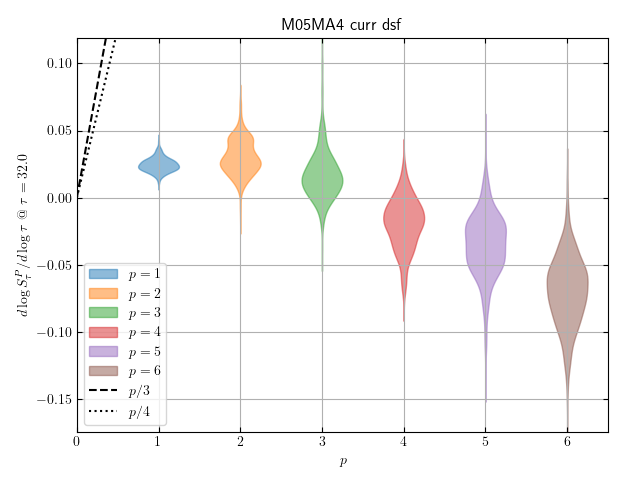 M05MA4 curr dsf
d log S_τ^P / d log τ @ τ = 32.0
0.10
0.05
0.00
−0.05
−0.10
−0.15
p = 1
p = 2
p = 3
p = 4
p = 5
p = 6
p/3
p/4
0 1 2 3 4 5 6
p